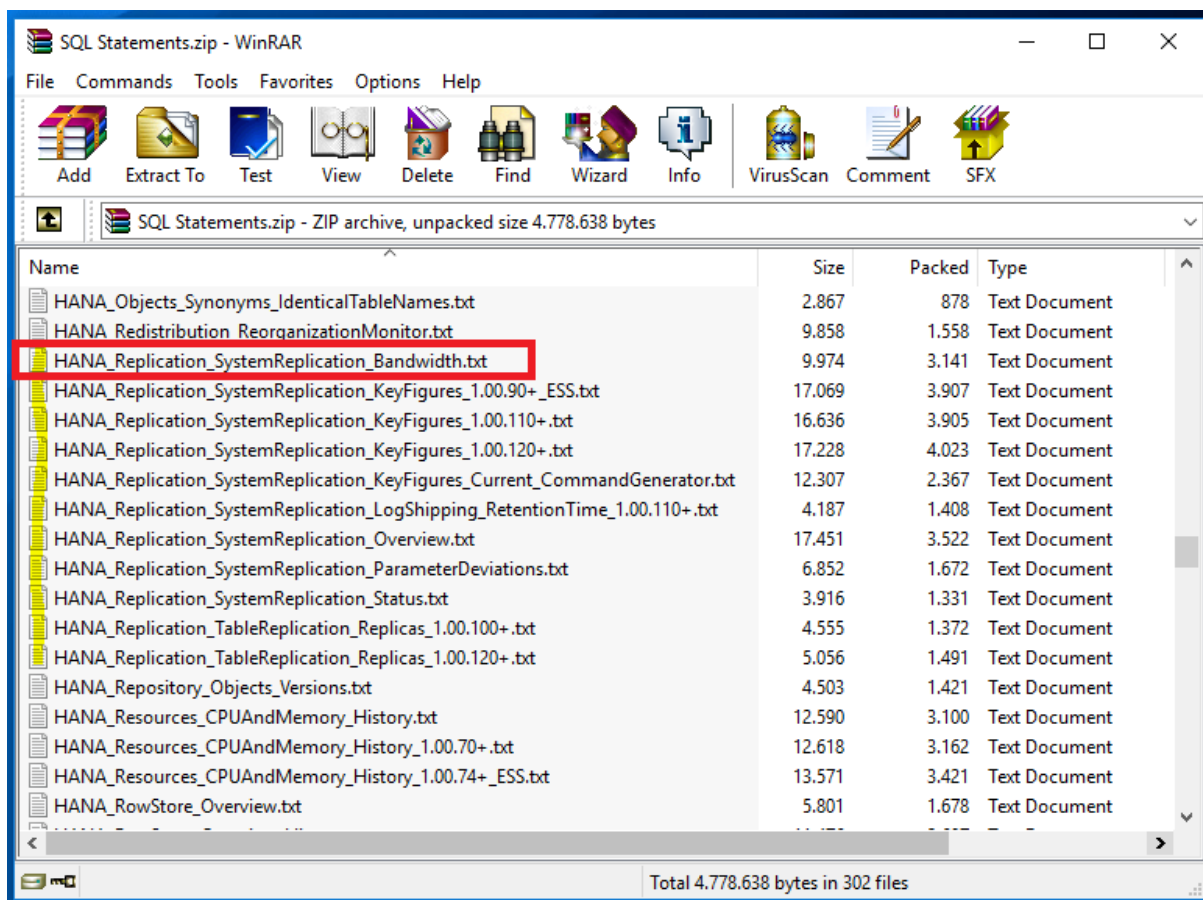 SQL Statements.zip - WinRAR
File Commands Tools Favorites Options Help
Add Extract To Test View Delete Find Wizard Info VirusScan Comment SFX
SQL Statements.zip - ZIP archive, unpacked size 4.778.638 bytes
Name Size Packed Type
HANA_Objects_Synonyms_IdenticalTableNames.txt 2.867 878 Text Document
HANA_Redistribution_ReorganizationMonitor.txt 9.858 1.558 Text Document
HANA_Replication_SystemReplication_Bandwidth.txt 9.974 3.141 Text Document
HANA_Replication_SystemReplication_KeyFigures_1.00.90+_ESS.txt 17.069 3.907 Text Document
HANA_Replication_SystemReplication_KeyFigures_1.00.110+.txt 16.636 3.905 Text Document
HANA_Replication_SystemReplication_KeyFigures_1.00.120+.txt 17.228 4.023 Text Document
HANA_Replication_SystemReplication_KeyFigures_Current_CommandGenerator.txt 12.307 2.367 Text Document
HANA_Replication_SystemReplication_LogShipping_RetentionTime_1.00.110+.txt 4.187 1.408 Text Document
HANA_Replication_SystemReplication_Overview.txt 17.451 3.522 Text Document
HANA_Replication_SystemReplication_ParameterDeviations.txt 6.852 1.672 Text Document
HANA_Replication_SystemReplication_Status.txt 3.916 1.331 Text Document
HANA_Replication_TableReplication_Replicas_1.00.100+.txt 4.555 1.372 Text Document
HANA_Replication_TableReplication_Replicas_1.00.120+.txt 5.056 1.491 Text Document
HANA_Repository_Objects_Versions.txt 4.503 1.421 Text Document
HANA_Resources_CPUAndMemory_History.txt 12.590 3.100 Text Document
HANA_Resources_CPUAndMemory_History_1.00.70+.txt 12.618 3.162 Text Document
HANA_Resources_CPUAndMemory_History_1.00.74+_ESS.txt 13.571 3.421 Text Document
HANA_RowStore_Overview.txt 5.801 1.678 Text Document
Total 4.778.638 bytes in 302 files